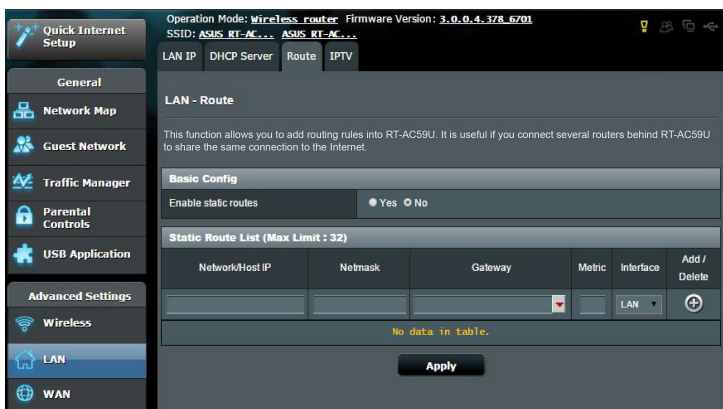 Quick Internet
Setup
Operation Mode: Wireless router Firmware Version: 3.0.0.4.378_6701
SSID: ASUS RT-AC... ASUS RT-AC...
LAN IP DHCP Server Route IPTV
General
Network Map
Guest Network
Traffic Manager
Parental
Controls
USB Application
Advanced Settings
Wireless
LAN
WAN
LAN - Route
This function allows you to add routing rules into RT-AC59U. It is useful if you connect several routers behind RT-AC59U
to share the same connection to the Internet.
Basic Config
Enable static routes Yes No
Static Route List (Max Limit : 32)
Network/Host IP Netmask Gateway Metric Interface Add /
Delete
LAN
No data in table.
Apply